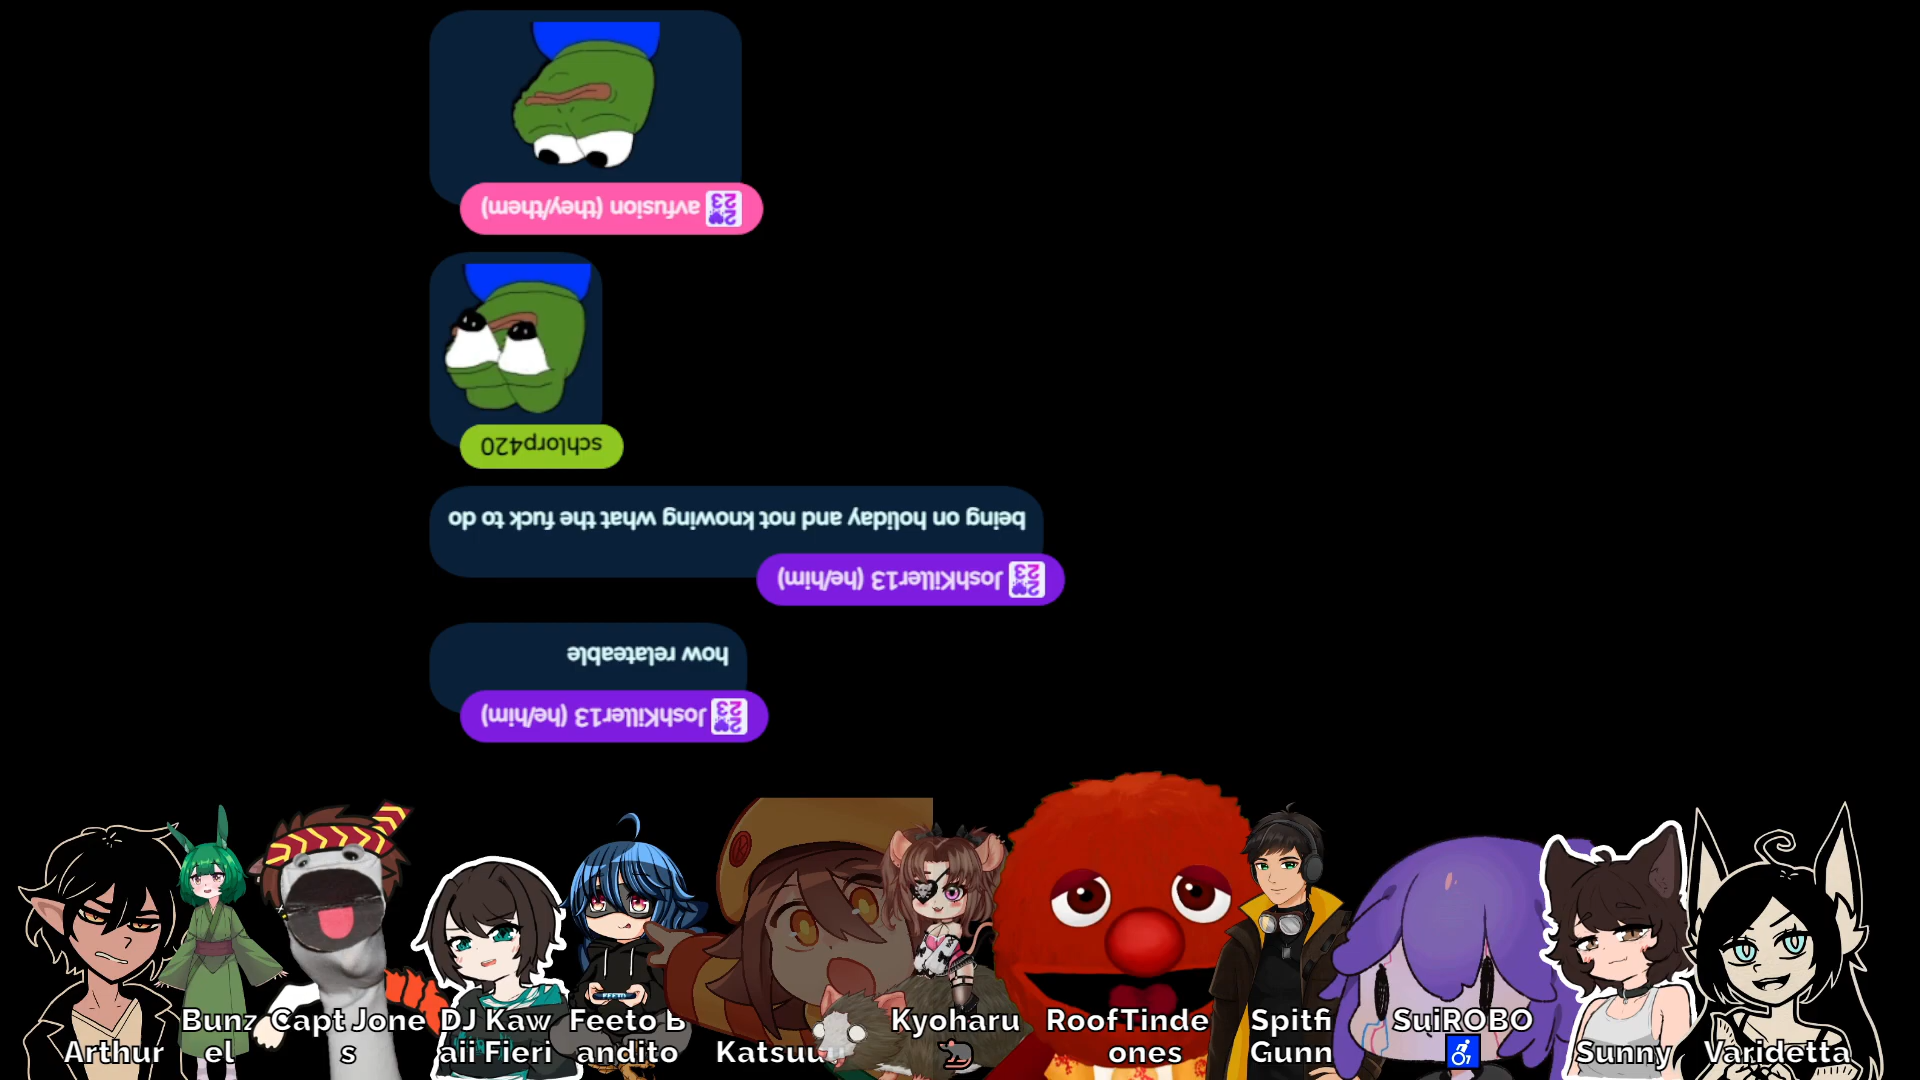 JoshKiller13 (he/him)
how relateable
JoshKiller13 (he/him)
being on holiday and not knowing what the fuck to do
schlorp420
avfusion (they/them)
Arthur
Bunz
el
Capt Jone
s
DJ Kaw
aii Fieri
Feeto B
andito
Katsuuu
Kyoharu
RoofTinde
ones
Spitfi
Gunn
SuiROBO
Sunny
Varidetta